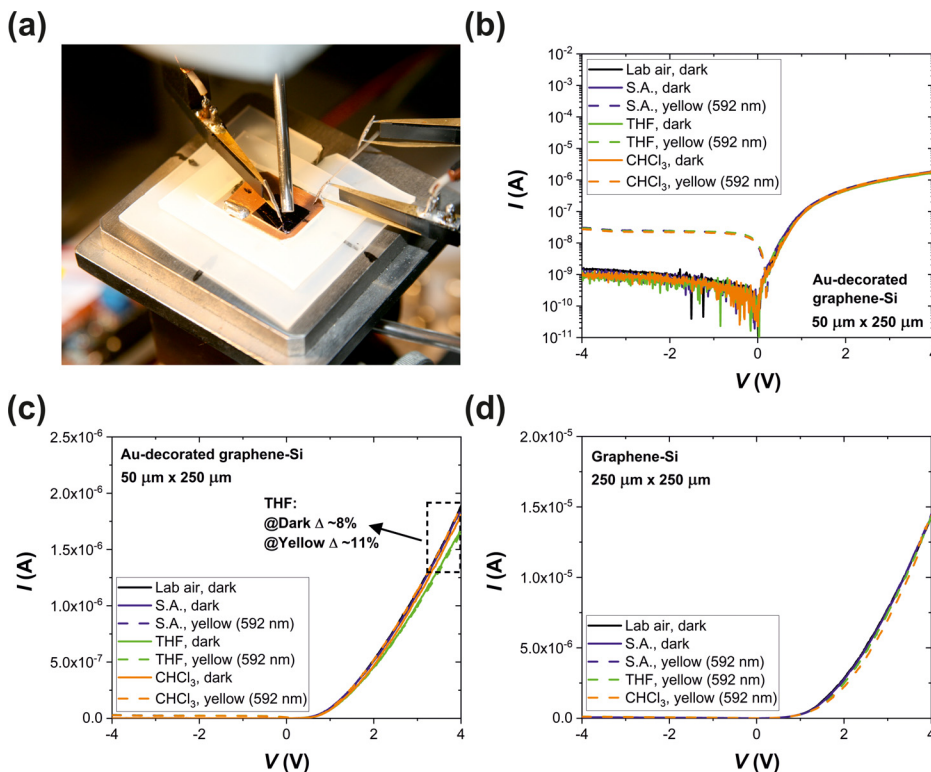 (a)
(b)
10⁻²
10⁻³
10⁻⁴
10⁻⁵
10⁻⁶
10⁻⁷
10⁻⁸
10⁻⁹
10⁻¹⁰
10⁻¹¹
I (A)
Lab air, dark
S.A., dark
S.A., yellow (592 nm)
THF, dark
THF, yellow (592 nm)
CHCl₃, dark
CHCl₃, yellow (592 nm)
Au-decorated
graphene-Si
50 μm x 250 μm
-4 -2 0 2 4
V (V)
(c)
2.5x10⁻⁶
2.0x10⁻⁶
1.5x10⁻⁶
1.0x10⁻⁶
5.0x10⁻⁷
0.0
I (A)
Au-decorated graphene-Si
50 μm x 250 μm
THF:
@Dark Δ ~8%
@Yellow Δ ~11%
Lab air, dark
S.A., dark
S.A., yellow (592 nm)
THF, dark
THF, yellow (592 nm)
CHCl₃, dark
CHCl₃, yellow (592 nm)
-4 -2 0 2 4
V (V)
(d)
2.0x10⁻⁵
1.5x10⁻⁵
1.0x10⁻⁵
5.0x10⁻⁶
0.0
I (A)
Graphene-Si
250 μm x 250 μm
Lab air, dark
S.A., dark
S.A., yellow (592 nm)
THF, yellow (592 nm)
CHCl₃, yellow (592 nm)
-4 -2 0 2 4
V (V)